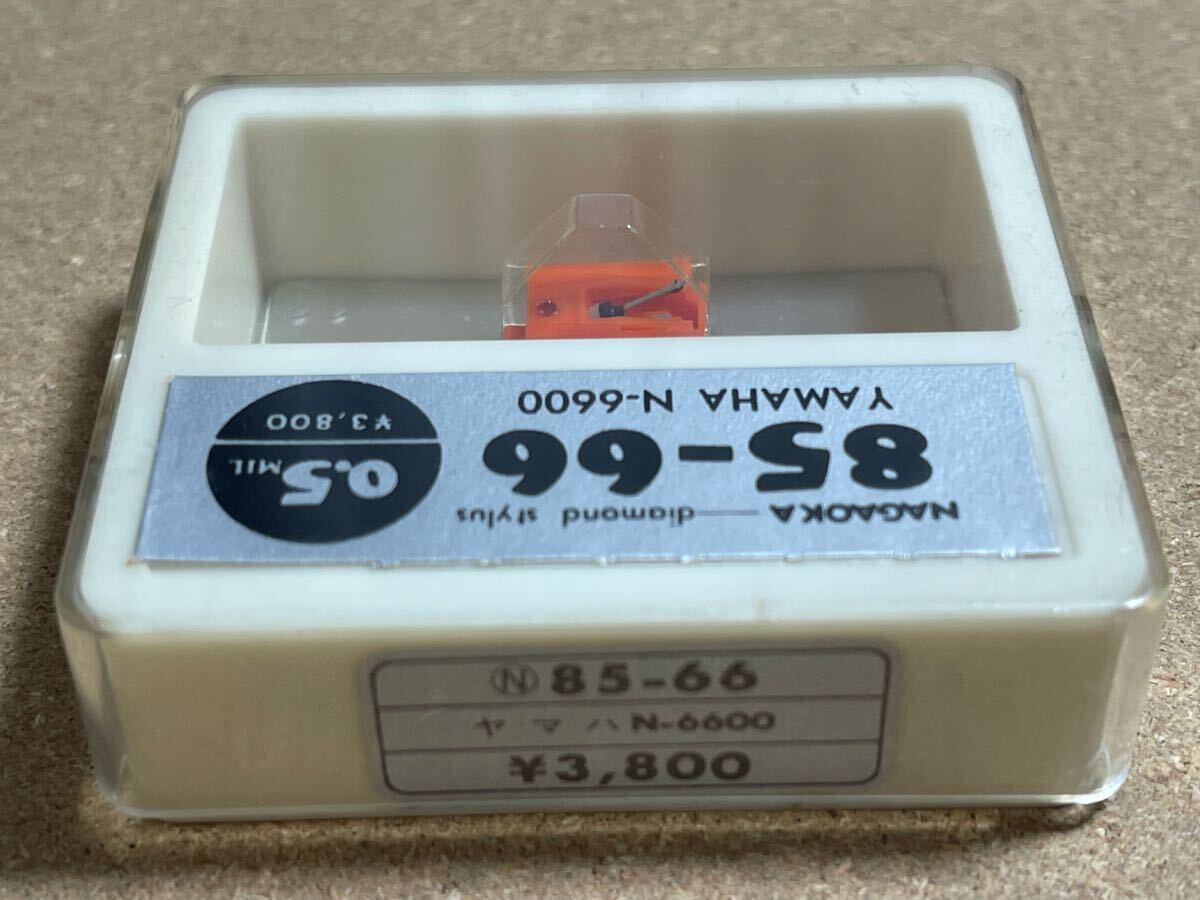 NAGAOKA — diamond stylus
85-66
YAMAHA N-6600
0.5 MIL
¥3,800
Ⓝ 85-66
ヤマハ N-6600
¥3,800